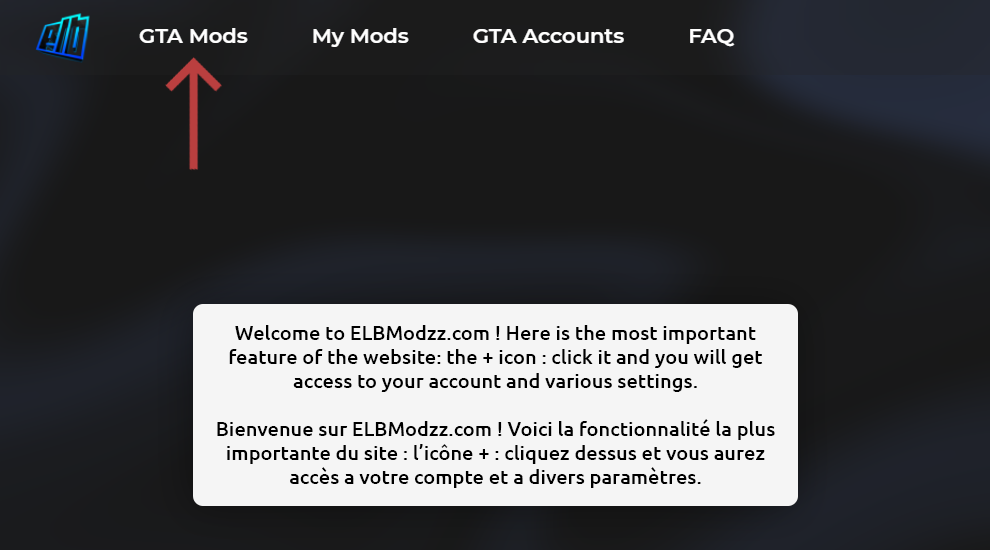 elb
GTA Mods
My Mods
GTA Accounts
FAQ
Welcome to ELBModzz.com ! Here is the most important
feature of the website: the + icon : click it and you will get
access to your account and various settings.
Bienvenue sur ELBModzz.com ! Voici la fonctionnalité la plus
importante du site : l’icône + : cliquez dessus et vous aurez
accès a votre compte et a divers paramètres.